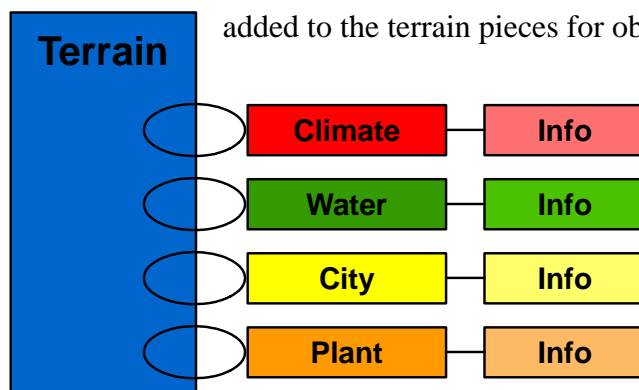 added to the terrain pieces for ob
Terrain
Climate Info
Water Info
City Info
Plant Info